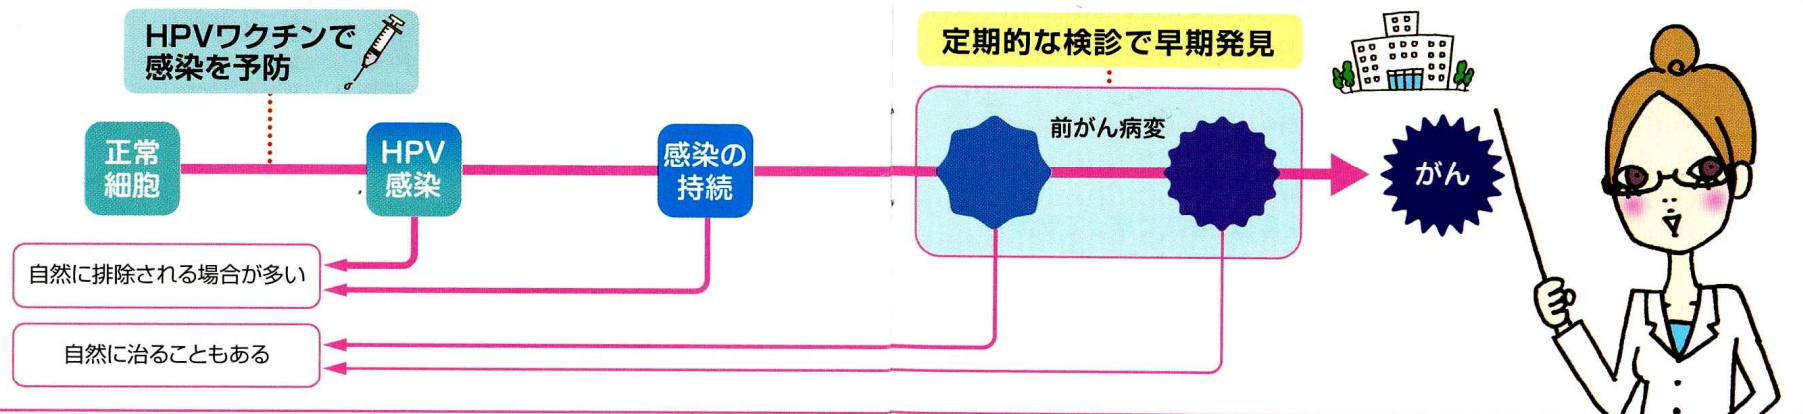 HPVワクチンで
感染を予防
定期的な検診で早期発見
正常
細胞
HPV
感染
感染の
持続
前がん病変
がん
自然に排除される場合が多い
自然に治ることもある